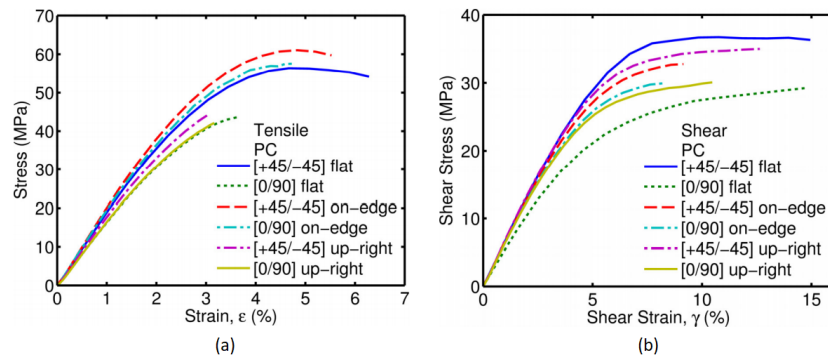 70
60
50
40
30
20
10
0
Stress (MPa)
Tensile
PC
[+45/−45] flat
[0/90] flat
[+45/−45] on−edge
[0/90] on−edge
[+45/−45] up−right
[0/90] up−right
0 1 2 3 4 5 6 7
Strain, ε (%)
(a)
40
30
20
10
0
Shear Stress (MPa)
Shear
PC
[+45/−45] flat
[0/90] flat
[+45/−45] on−edge
[0/90] on−edge
[+45/−45] up−right
[0/90] up−right
0 5 10 15
Shear Strain, γ (%)
(b)